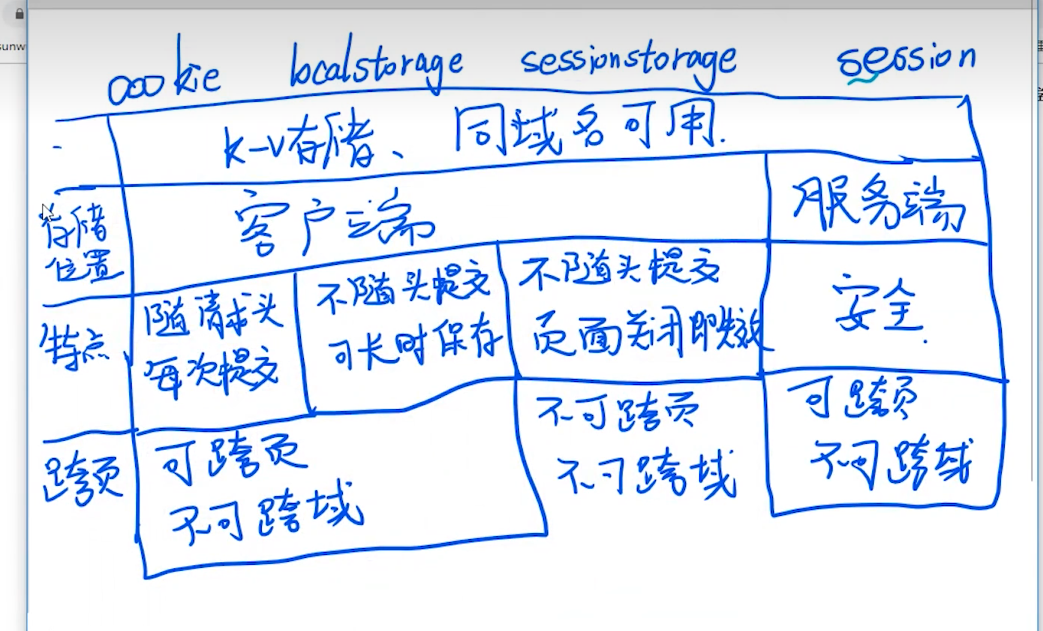 sunw
cookie localstorage sessionstorage session
k-v存储、同域名可用.
存储 客户端 服务端
位置
特点 随请求头 不随头提交 不随头提交 安全.
每次提交 可长时保存 页面关闭即失效
跨页 可跨页 不可跨页 可跨页
不可跨域 不可跨域 不可跨域